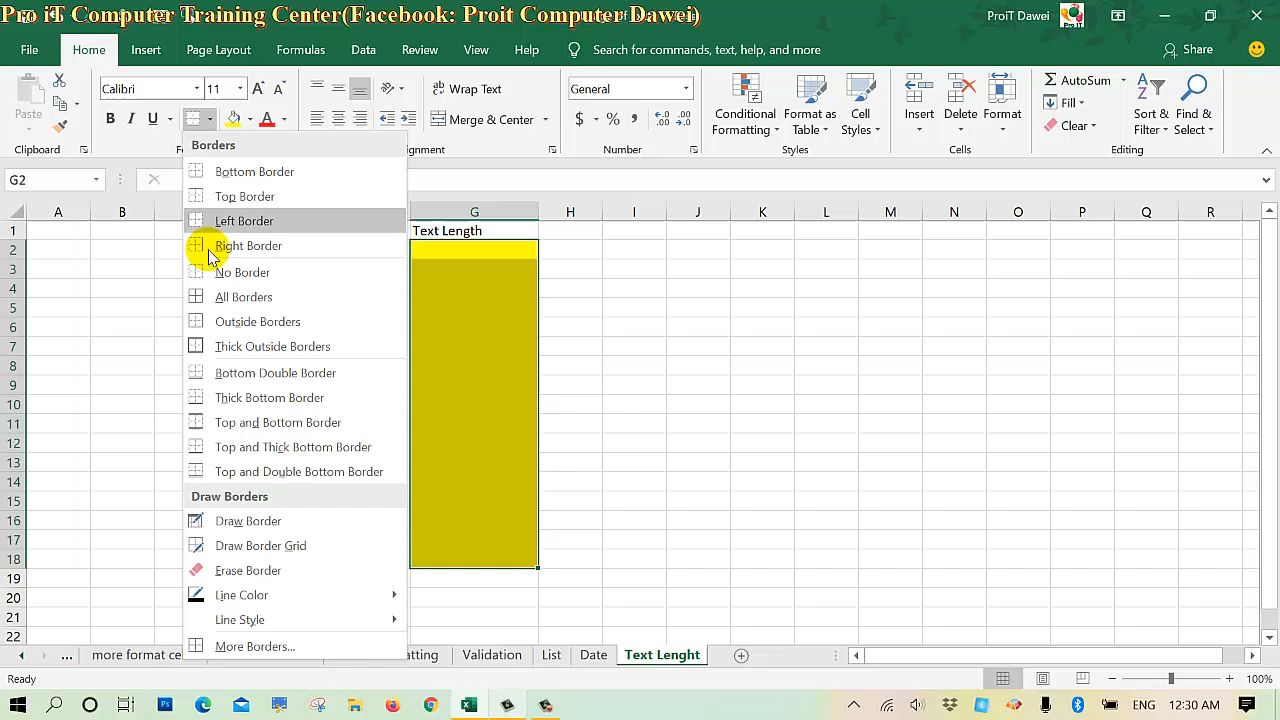 Pro iT Computer Training Center(Facebook: Proit Computer Dawei)
ProiT Dawei
File Home Insert Page Layout Formulas Data Review View Help Search for commands, text, help, and more Share
Paste
Clipboard
Calibri 11
B I U
Wrap Text
Merge & Center
Alignment
General
$ % ,
Number
Conditional Formatting
Format as Table
Cell Styles
Styles
Insert Delete Format
Cells
AutoSum
Fill
Clear
Sort & Filter
Find & Select
Editing
G2
A B G H I J K L M N O P Q R
1 Text Length
2
3
4
5
6
7
8
9
10
11
12
13
14
15
16
17
18
19
20
21
22
Borders
Bottom Border
Top Border
Left Border
Right Border
No Border
All Borders
Outside Borders
Thick Outside Borders
Bottom Double Border
Thick Bottom Border
Top and Bottom Border
Top and Thick Bottom Border
Top and Double Bottom Border
Draw Borders
Draw Border
Draw Border Grid
Erase Border
Line Color
Line Style
More Borders...
... more format ce atting Validation List Date Text Lenght
Ready 100%
ENG 12:30 AM